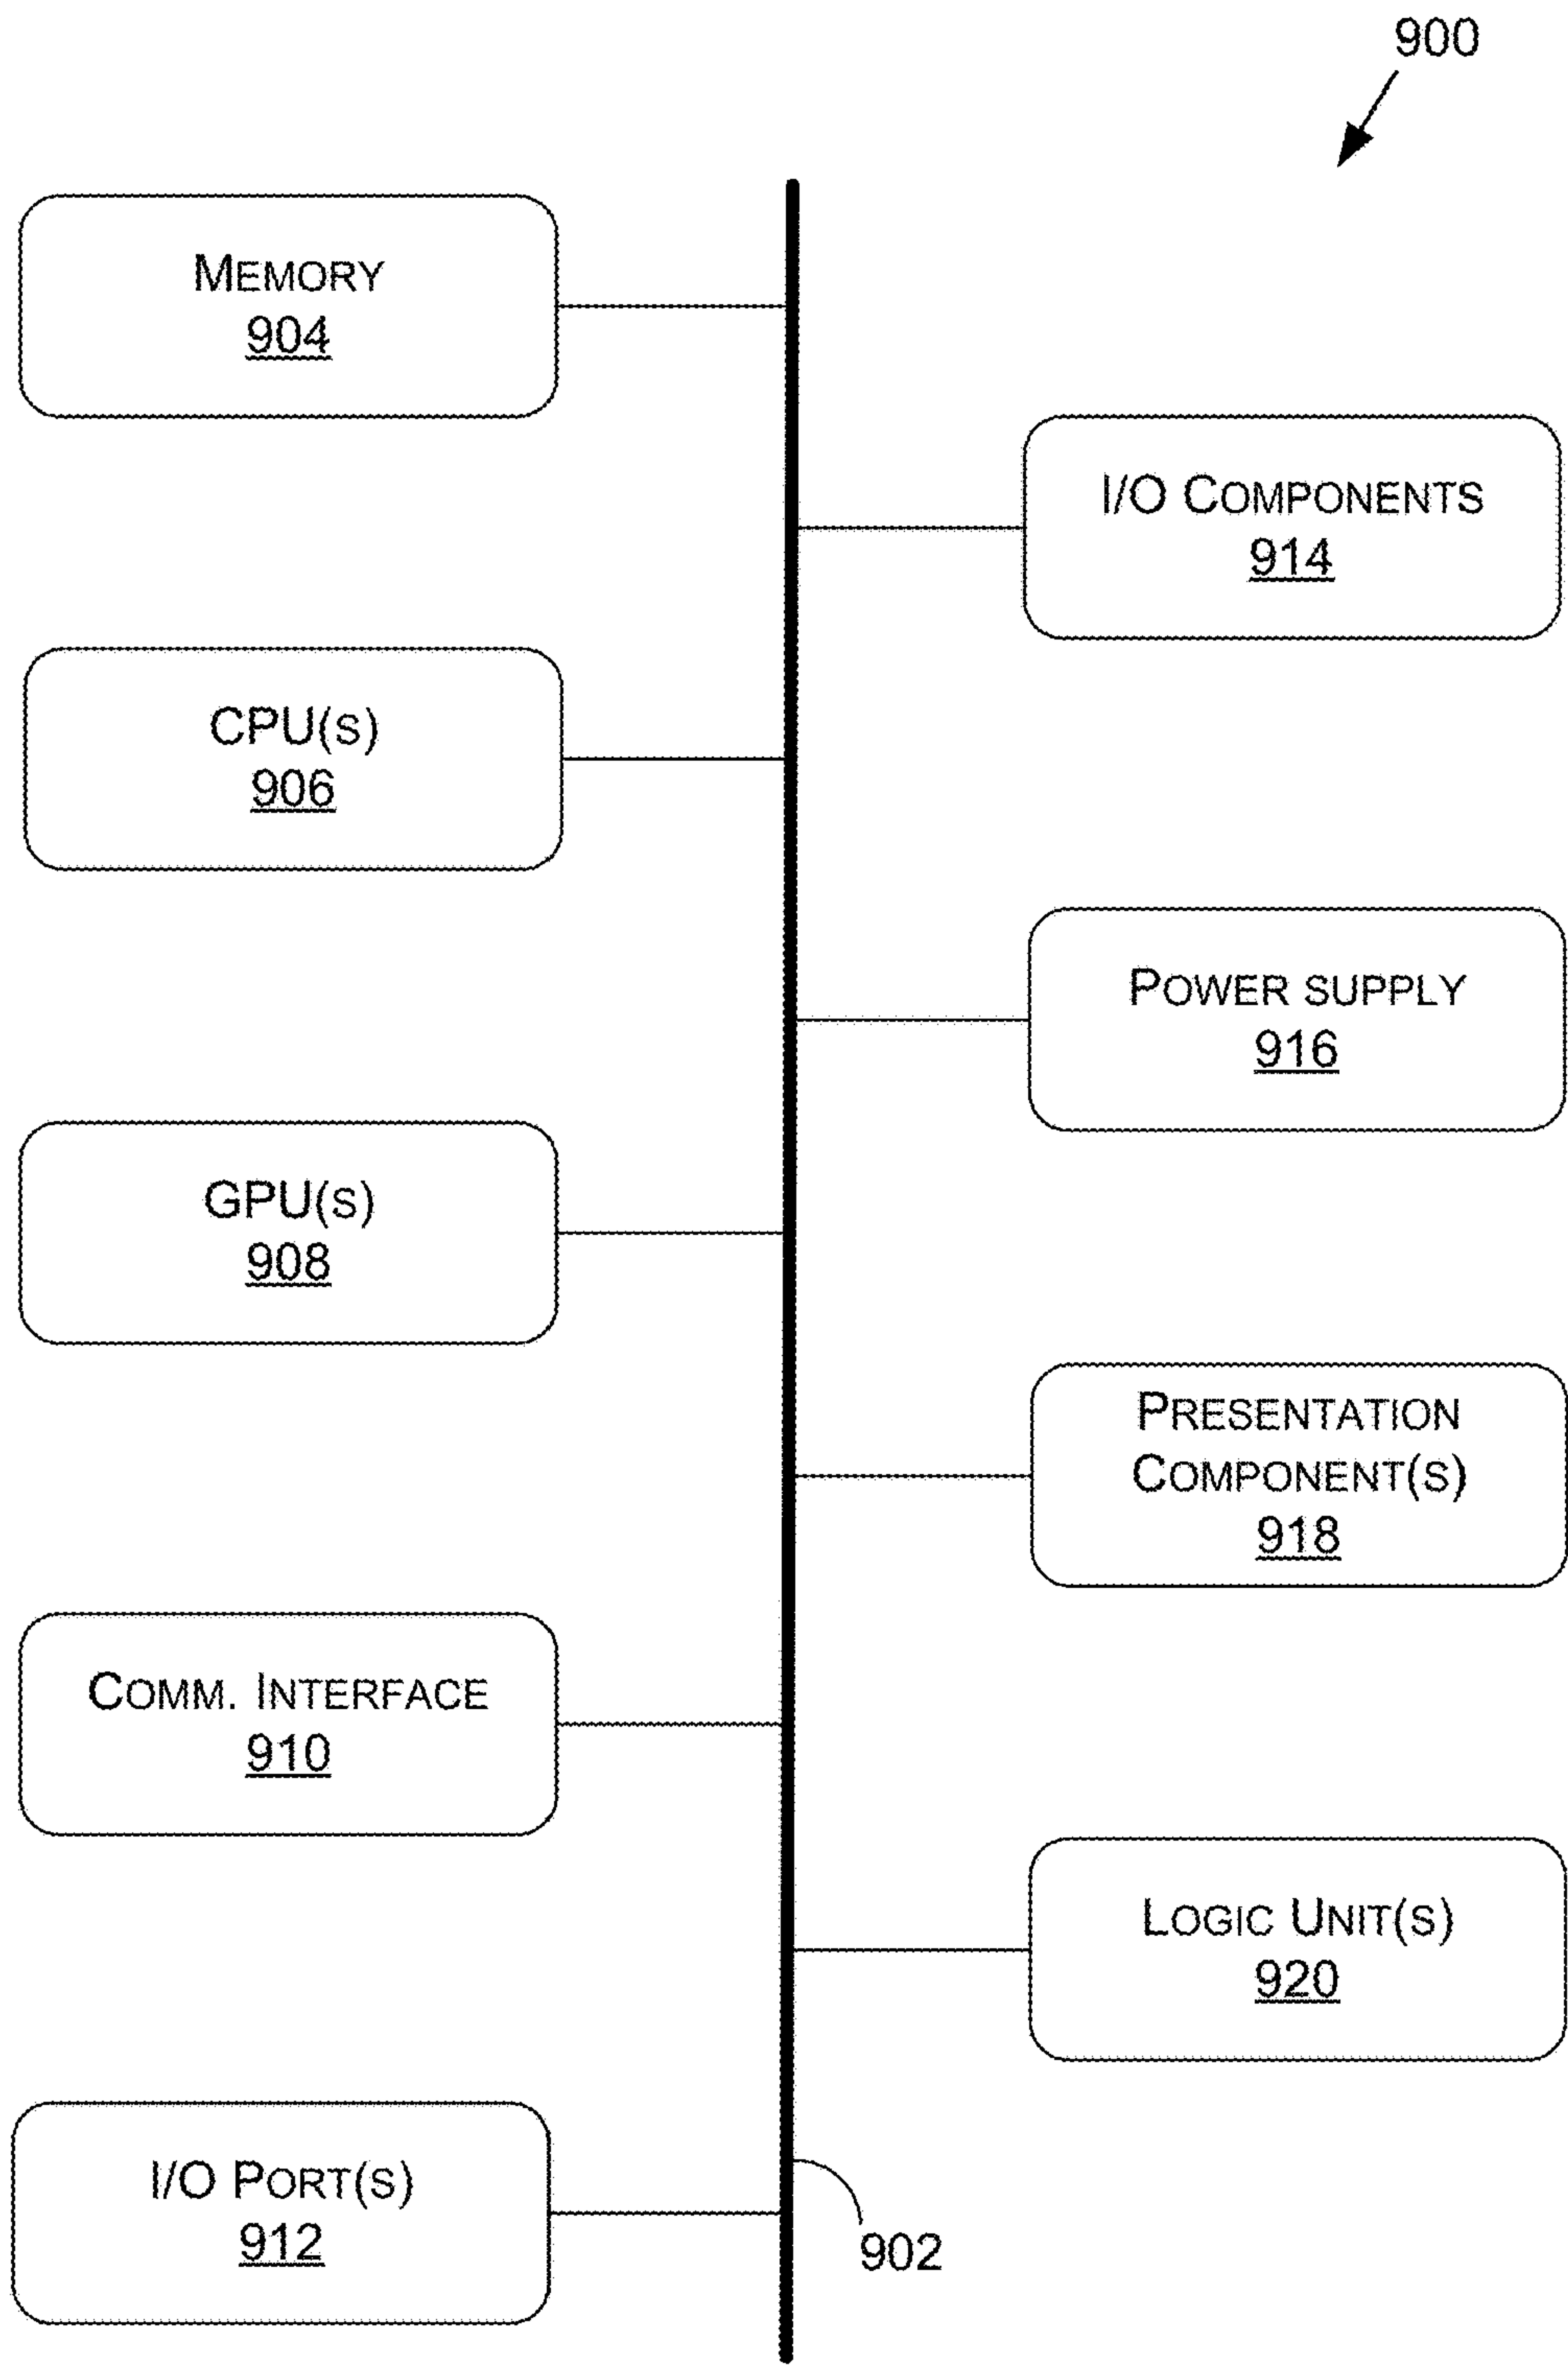 900
MEMORY
904
I/O COMPONENTS
914
CPU(S)
906
POWER SUPPLY
916
GPU(S)
908
PRESENTATION
COMPONENT(S)
918
COMM. INTERFACE
910
LOGIC UNIT(S)
920
I/O PORT(S)
912
902